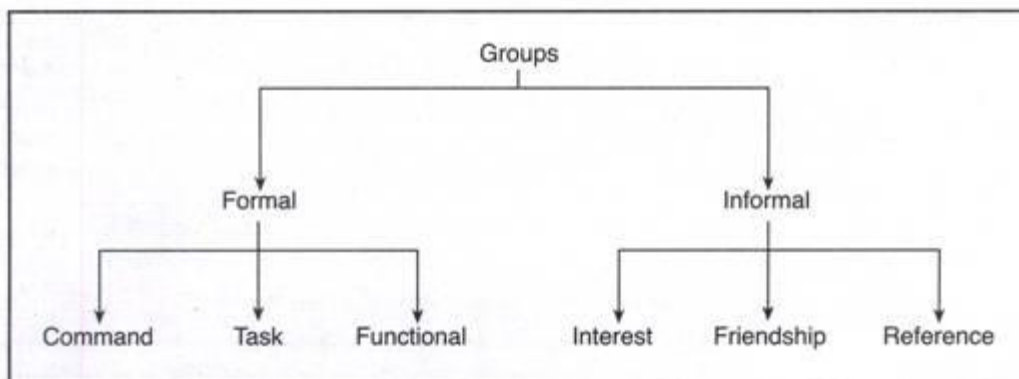 Groups
Formal Informal
Command Task Functional Interest Friendship Reference